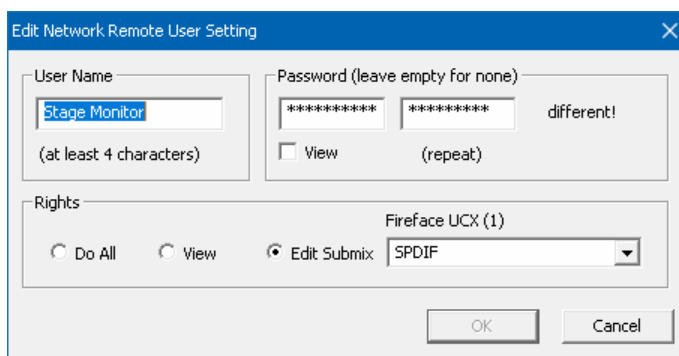 Edit Network Remote User Setting
User Name
Stage Monitor
(at least 4 characters)
Password (leave empty for none)
********** ********* different!
View (repeat)
Rights
Fireface UCX (1)
Do All View Edit Submix SPDIF
OK Cancel